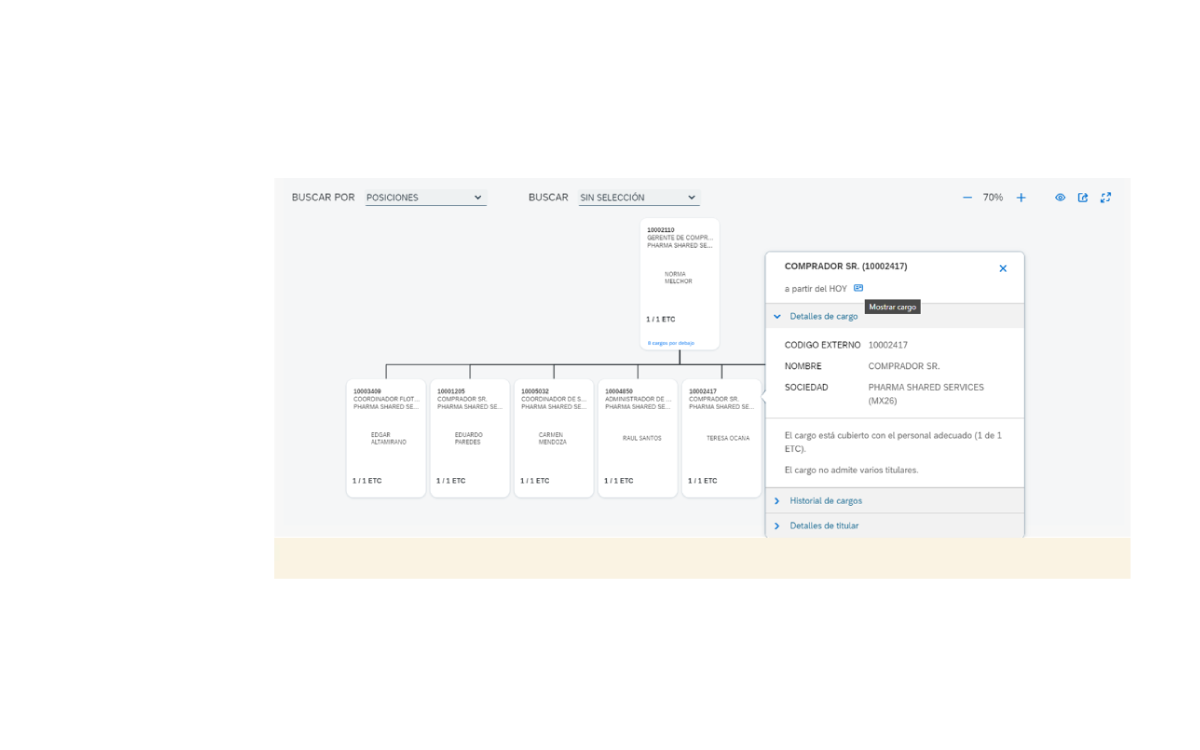 BUSCAR POR POSICIONES BUSCAR SIN SELECCIÓN 70%
10002110
GERENTE DE COMPR...
PHARMA SHARED SE...
NORMA
MELCHOR
1 / 1 ETC
8 cargos por debajo
10003409
COORDINADOR FLOT...
PHARMA SHARED SE...
EDGAR
ALTAMIRANO
1 / 1 ETC
10001205
COMPRADOR SR.
PHARMA SHARED SE...
EDUARDO
PAREDES
1 / 1 ETC
10005032
COORDINADOR DE S...
PHARMA SHARED SE...
CARMEN
MENDOZA
1 / 1 ETC
10004850
ADMINISTRADOR DE ...
PHARMA SHARED SE...
RAUL SANTOS
1 / 1 ETC
10002417
COMPRADOR SR.
PHARMA SHARED SE...
TERESA OCANA
1 / 1 ETC
COMPRADOR SR. (10002417)
a partir del HOY
Mostrar cargo
Detalles de cargo
CODIGO EXTERNO 10002417
NOMBRE COMPRADOR SR.
SOCIEDAD PHARMA SHARED SERVICES
(MX26)
El cargo está cubierto con el personal adecuado (1 de 1
ETC).
El cargo no admite varios titulares.
Historial de cargos
Detalles de titular